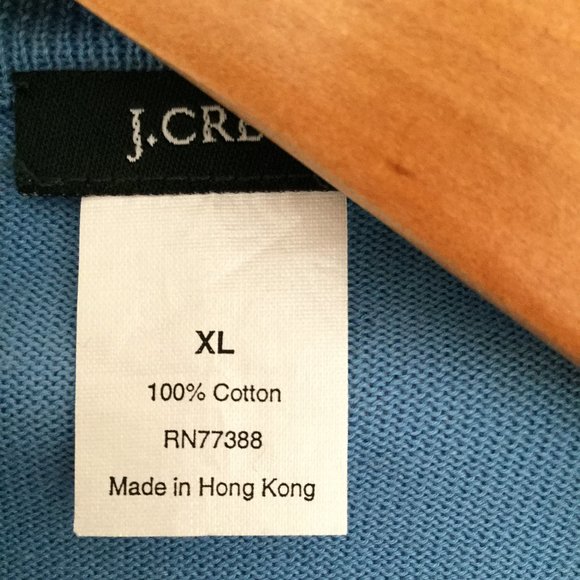 J.CRE
XL
100% Cotton
RN77388
Made in Hong Kong